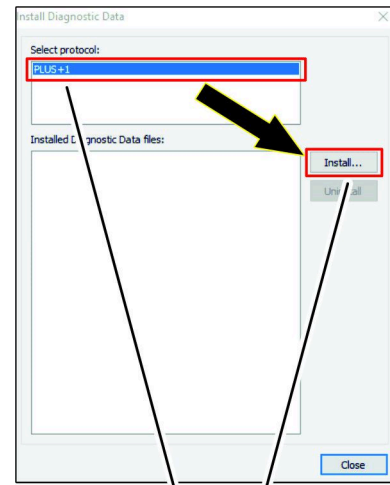 Install Diagnostic Data
Select protocol:
PLUS+1
Installed Diagnostic Data files:
Install...
Uninstall
Close